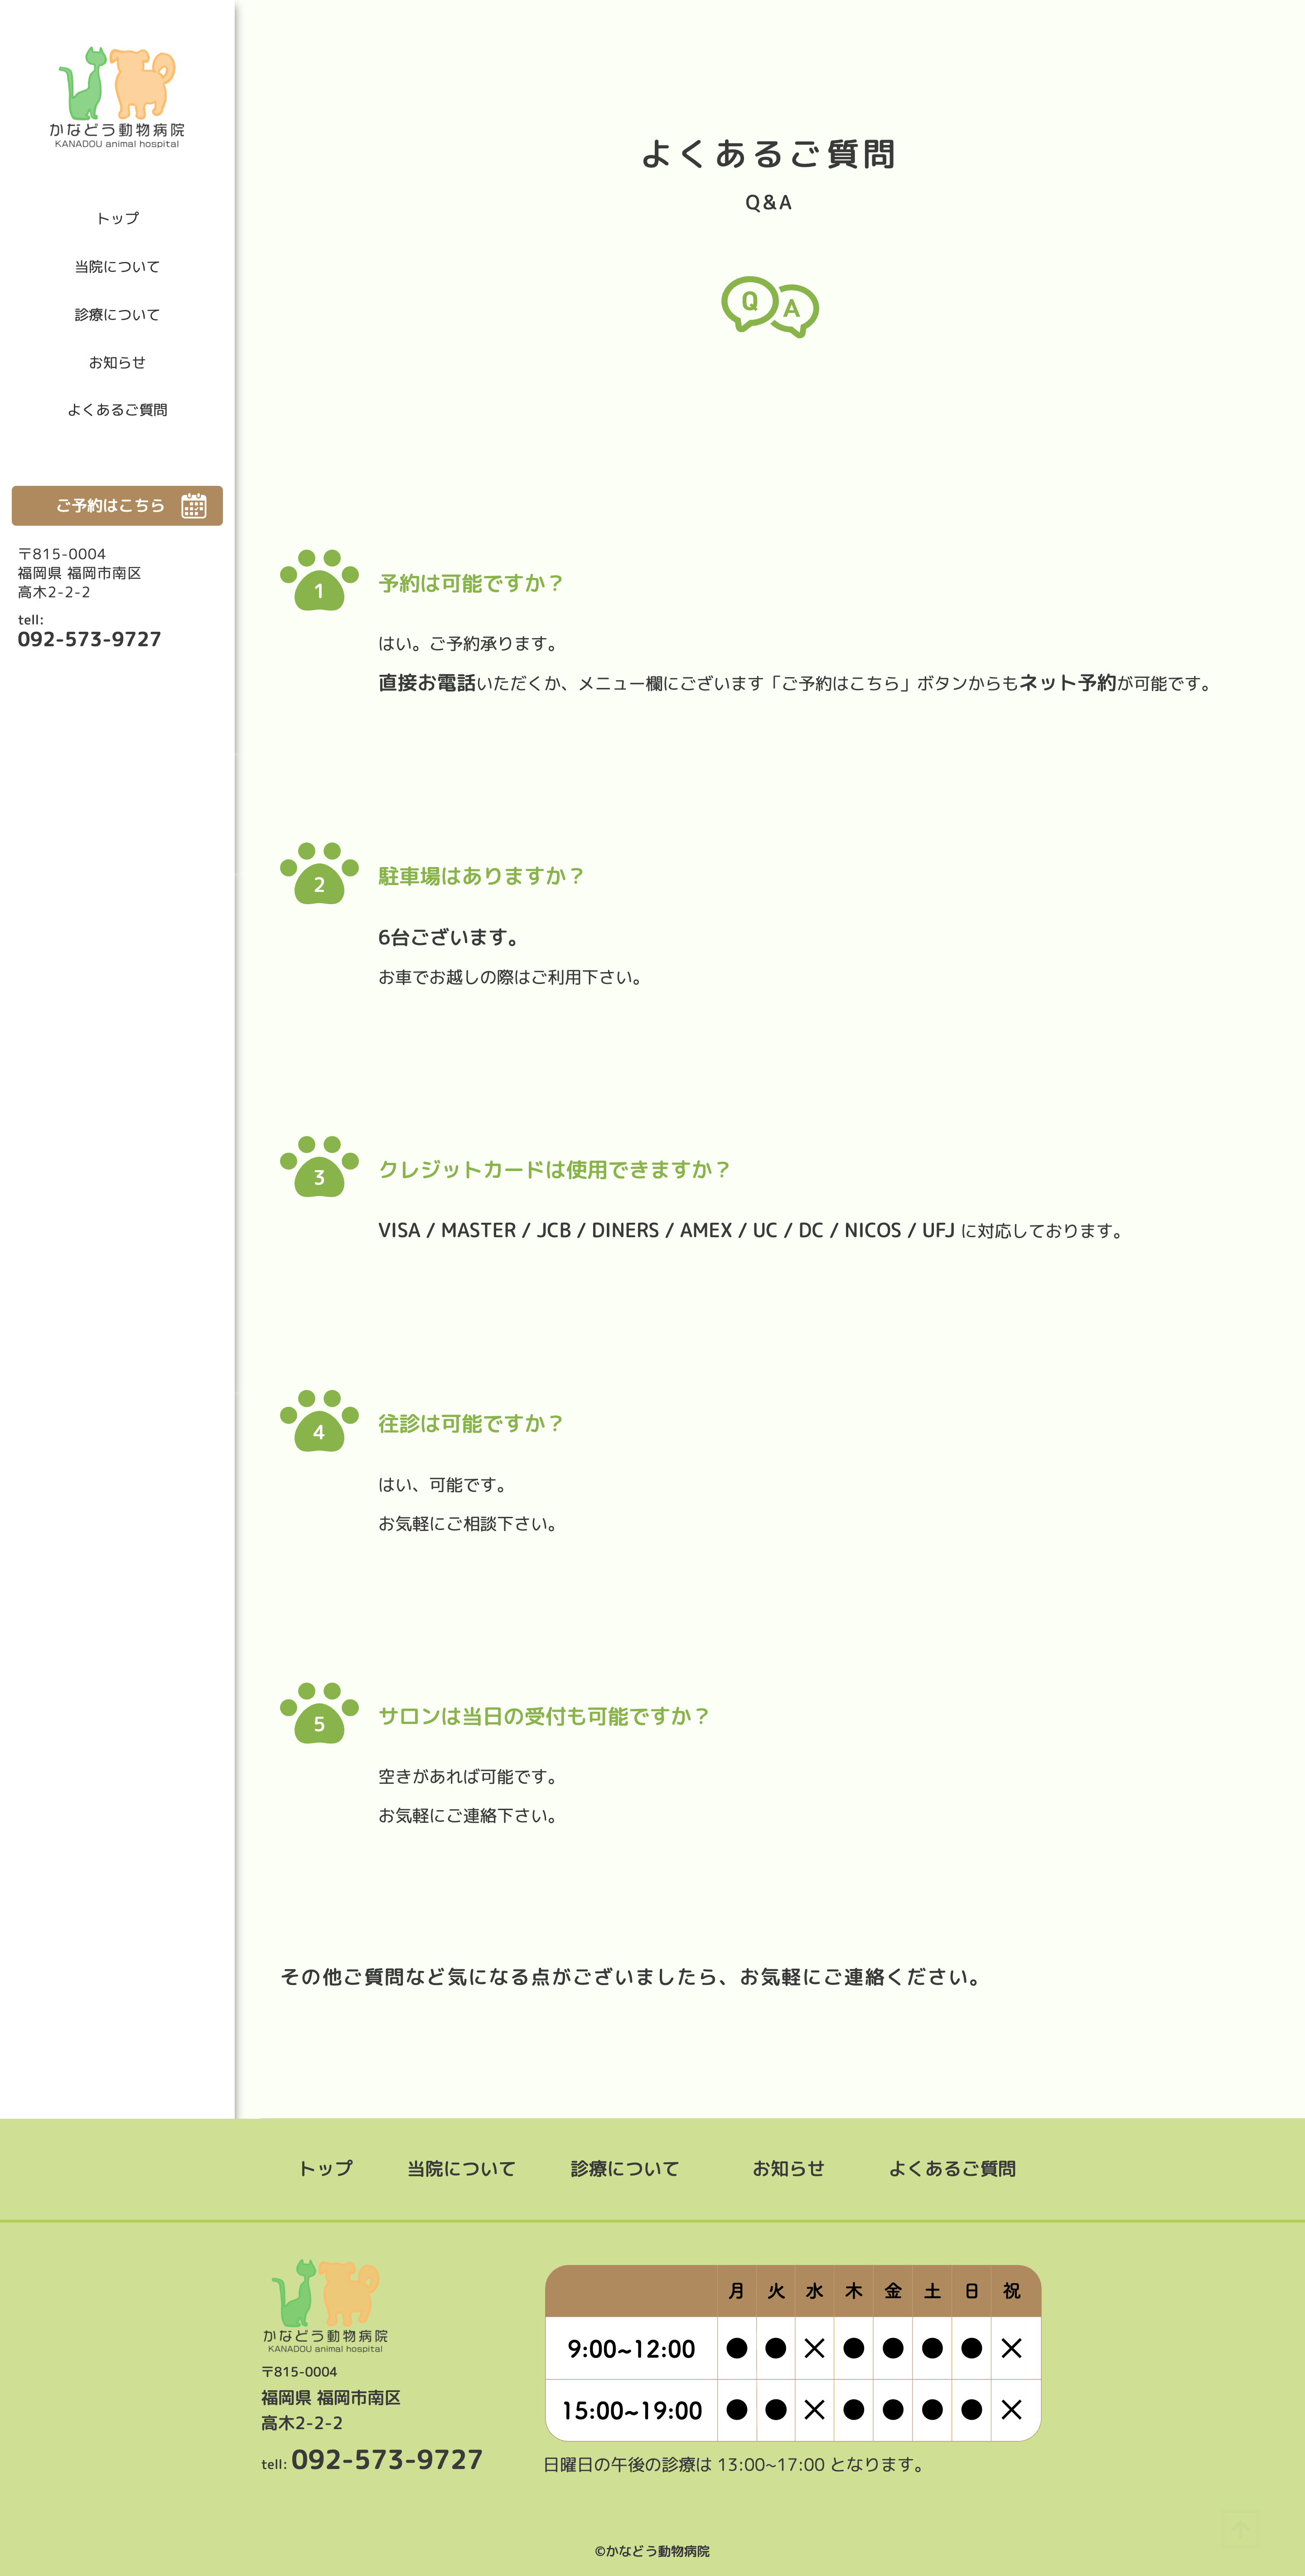 かなどう動物病院
KANADOU animal hospital
トップ
当院について
診療について
お知らせ
よくあるご質問
ご予約はこちら
〒815-0004
福岡県 福岡市南区
高木2-2-2
tell:
092-573-9727
よくあるご質問
Q&A
Q A
1 予約は可能ですか？
はい。ご予約承ります。
直接お電話いただくか、メニュー欄にございます「ご予約はこちら」ボタンからもネット予約が可能です。
2 駐車場はありますか？
6台ございます。
お車でお越しの際はご利用下さい。
3 クレジットカードは使用できますか？
VISA / MASTER / JCB / DINERS / AMEX / UC / DC / NICOS / UFJ に対応しております。
4 往診は可能ですか？
はい、可能です。
お気軽にご相談下さい。
5 サロンは当日の受付も可能ですか？
空きがあれば可能です。
お気軽にご連絡下さい。
その他ご質問など気になる点がございましたら、お気軽にご連絡ください。
トップ 当院について 診療について お知らせ よくあるご質問
かなどう動物病院
KANADOU animal hospital
〒815-0004
福岡県 福岡市南区
高木2-2-2
tell: 092-573-9727
月 火 水 木 金 土 日 祝
9:00~12:00 ● ● × ● ● ● ● ×
15:00~19:00 ● ● × ● ● ● ● ×
日曜日の午後の診療は 13:00~17:00 となります。
©かなどう動物病院